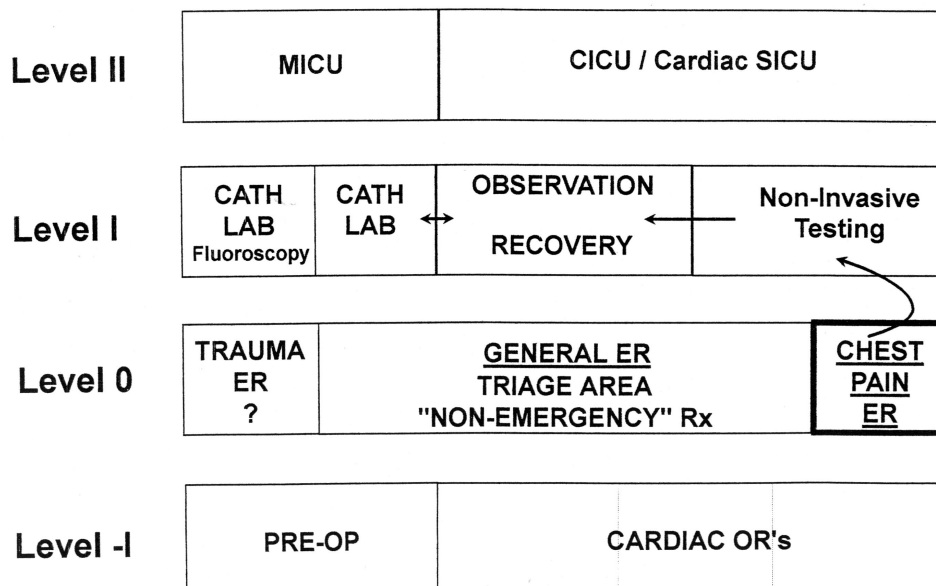 Level II
MICU
CICU / Cardiac SICU
Level I
CATH
LAB
Fluoroscopy
CATH
LAB
OBSERVATION
RECOVERY
Non-Invasive
Testing
Level 0
TRAUMA
ER
?
GENERAL ER
TRIAGE AREA
"NON-EMERGENCY" Rx
CHEST
PAIN
ER
Level -I
PRE-OP
CARDIAC OR's